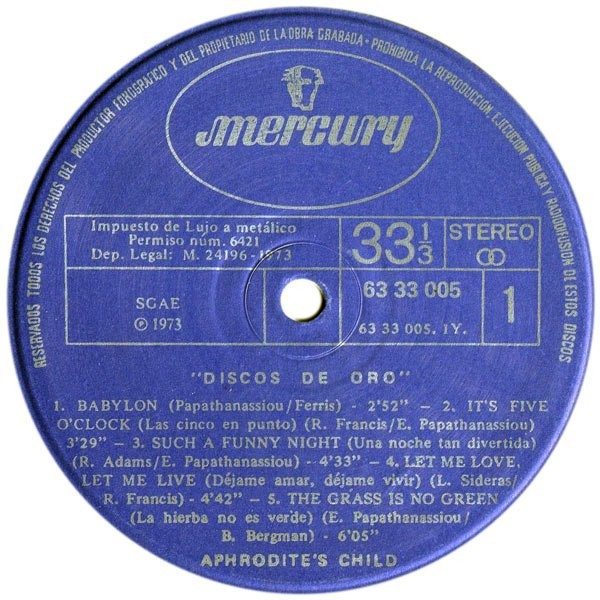 RESERVADOS TODOS LOS DERECHOS DEL PRODUCTOR FONOGRAFICO Y DEL PROPIETARIO DE LA OBRA GRABADA - PROHIBIDA LA REPRODUCCION, EJECUCION PUBLICA Y RADIODIFUSION DE ESTOS DISCOS
mercury
Impuesto de Lujo a metálico
Permiso núm. 6421
Dep. Legal: M. 24196-1973
33 1/3
STEREO
SGAE
℗ 1973
63 33 005
63 33 005. 1Y.
1
"DISCOS DE ORO"
1. BABYLON (Papathanassiou/Ferris) - 2'52" – 2. IT'S FIVE
O'CLOCK (Las cinco en punto) (R. Francis/E. Papathanassiou)
3'29" – 3. SUCH A FUNNY NIGHT (Una noche tan divertida)
(R. Adams/E. Papathanassiou) - 4'33" – 4. LET ME LOVE,
LET ME LIVE (Déjame amar, déjame vivir) (L. Sideras/
R. Francis) - 4'42" – 5. THE GRASS IS NO GREEN
(La hierba no es verde) (E. Papathanassiou/
B. Bergman) - 6'05"
APHRODITE'S CHILD